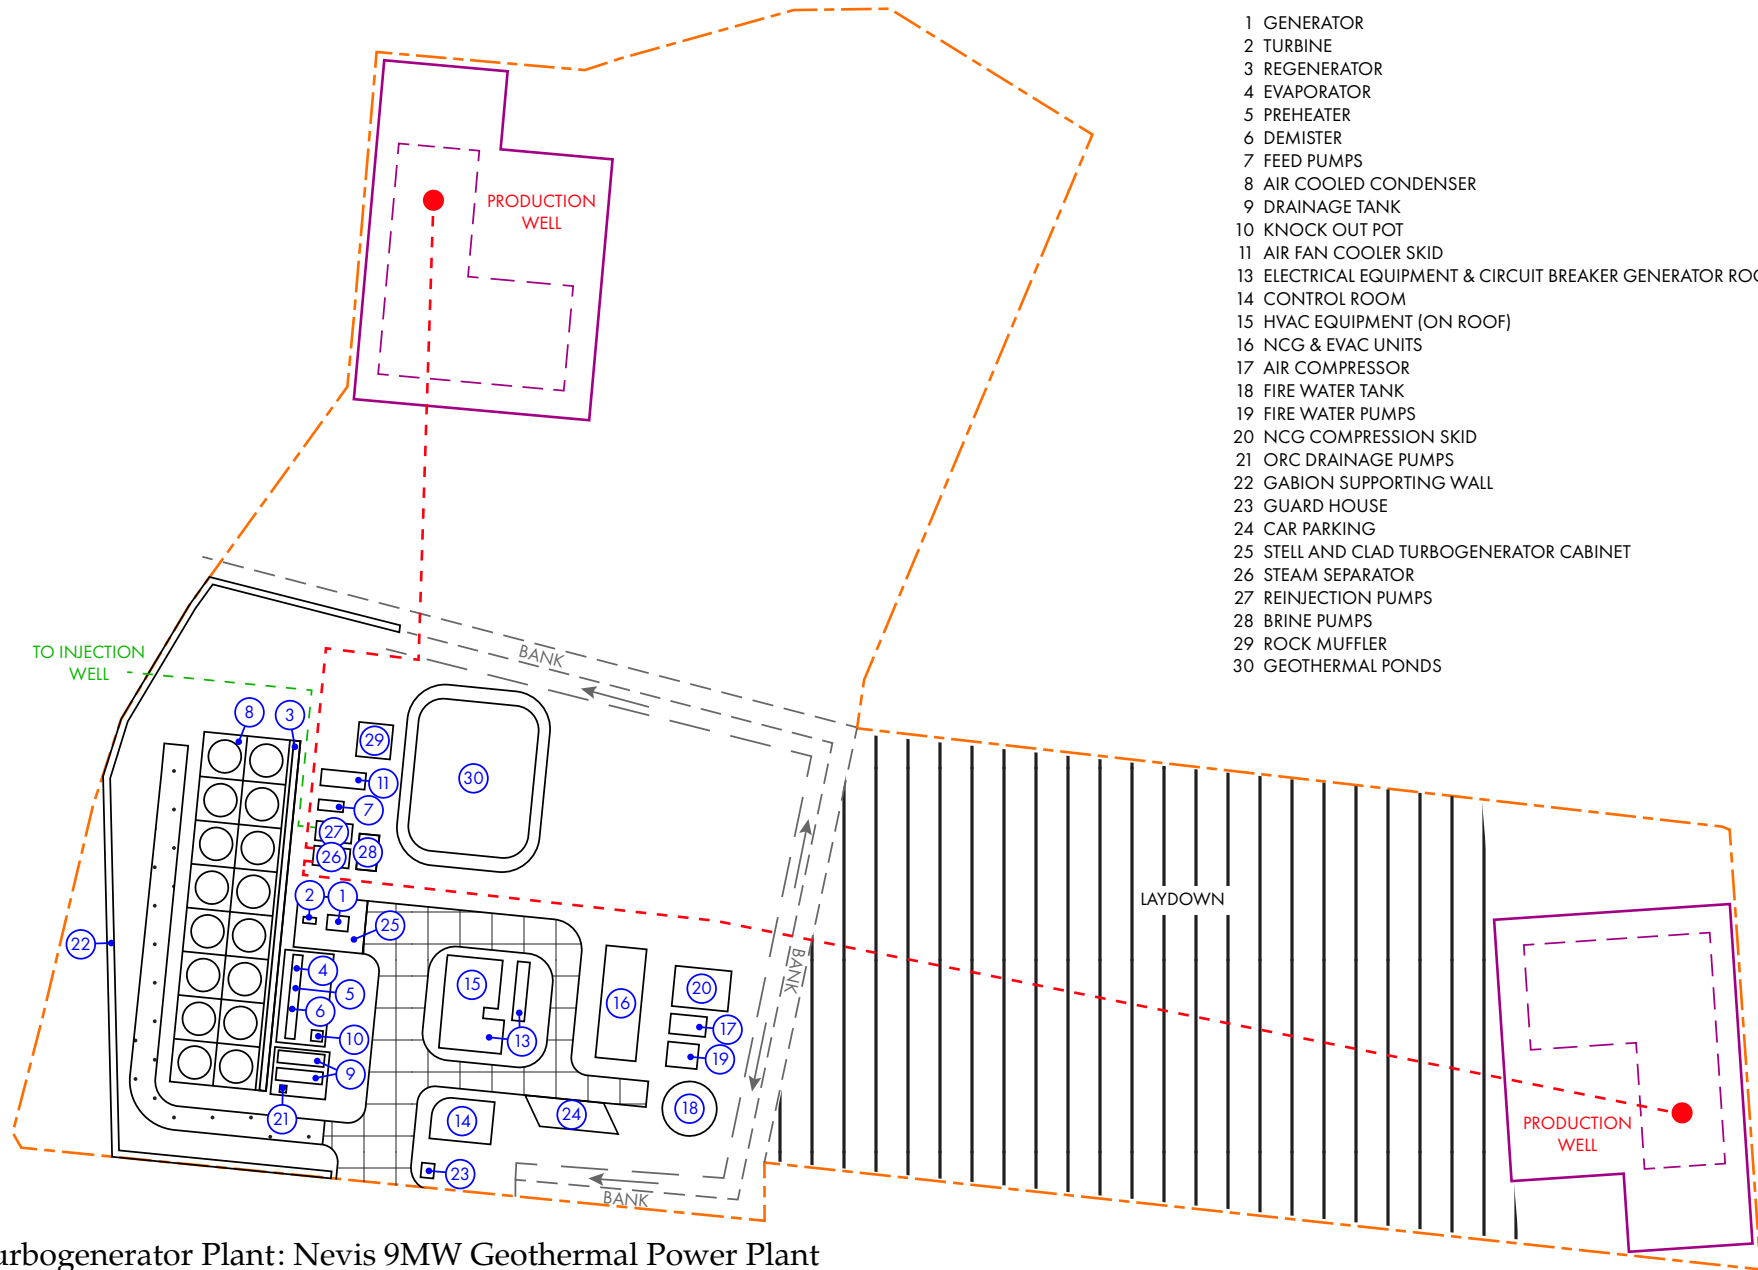 1 GENERATOR
2 TURBINE
3 REGENERATOR
4 EVAPORATOR
5 PREHEATER
6 DEMISTER
7 FEED PUMPS
8 AIR COOLED CONDENSER
9 DRAINAGE TANK
10 KNOCK OUT POT
11 AIR FAN COOLER SKID
13 ELECTRICAL EQUIPMENT & CIRCUIT BREAKER GENERATOR ROO
14 CONTROL ROOM
15 HVAC EQUIPMENT (ON ROOF)
16 NCG & EVAC UNITS
17 AIR COMPRESSOR
18 FIRE WATER TANK
19 FIRE WATER PUMPS
20 NCG COMPRESSION SKID
21 ORC DRAINAGE PUMPS
22 GABION SUPPORTING WALL
23 GUARD HOUSE
24 CAR PARKING
25 STELL AND CLAD TURBOGENERATOR CABINET
26 STEAM SEPARATOR
27 REINJECTION PUMPS
28 BRINE PUMPS
29 ROCK MUFFLER
30 GEOTHERMAL PONDS
PRODUCTION
WELL
TO INJECTION
WELL
BANK
8
3
29
11
30
7
27
26
28
2
1
25
22
4
5
6
10
9
21
15
13
16
20
17
19
18
14
24
23
BANK
BANK
LAYDOWN
PRODUCTION
WELL
urbogenerator Plant: Nevis 9MW Geothermal Power Plant